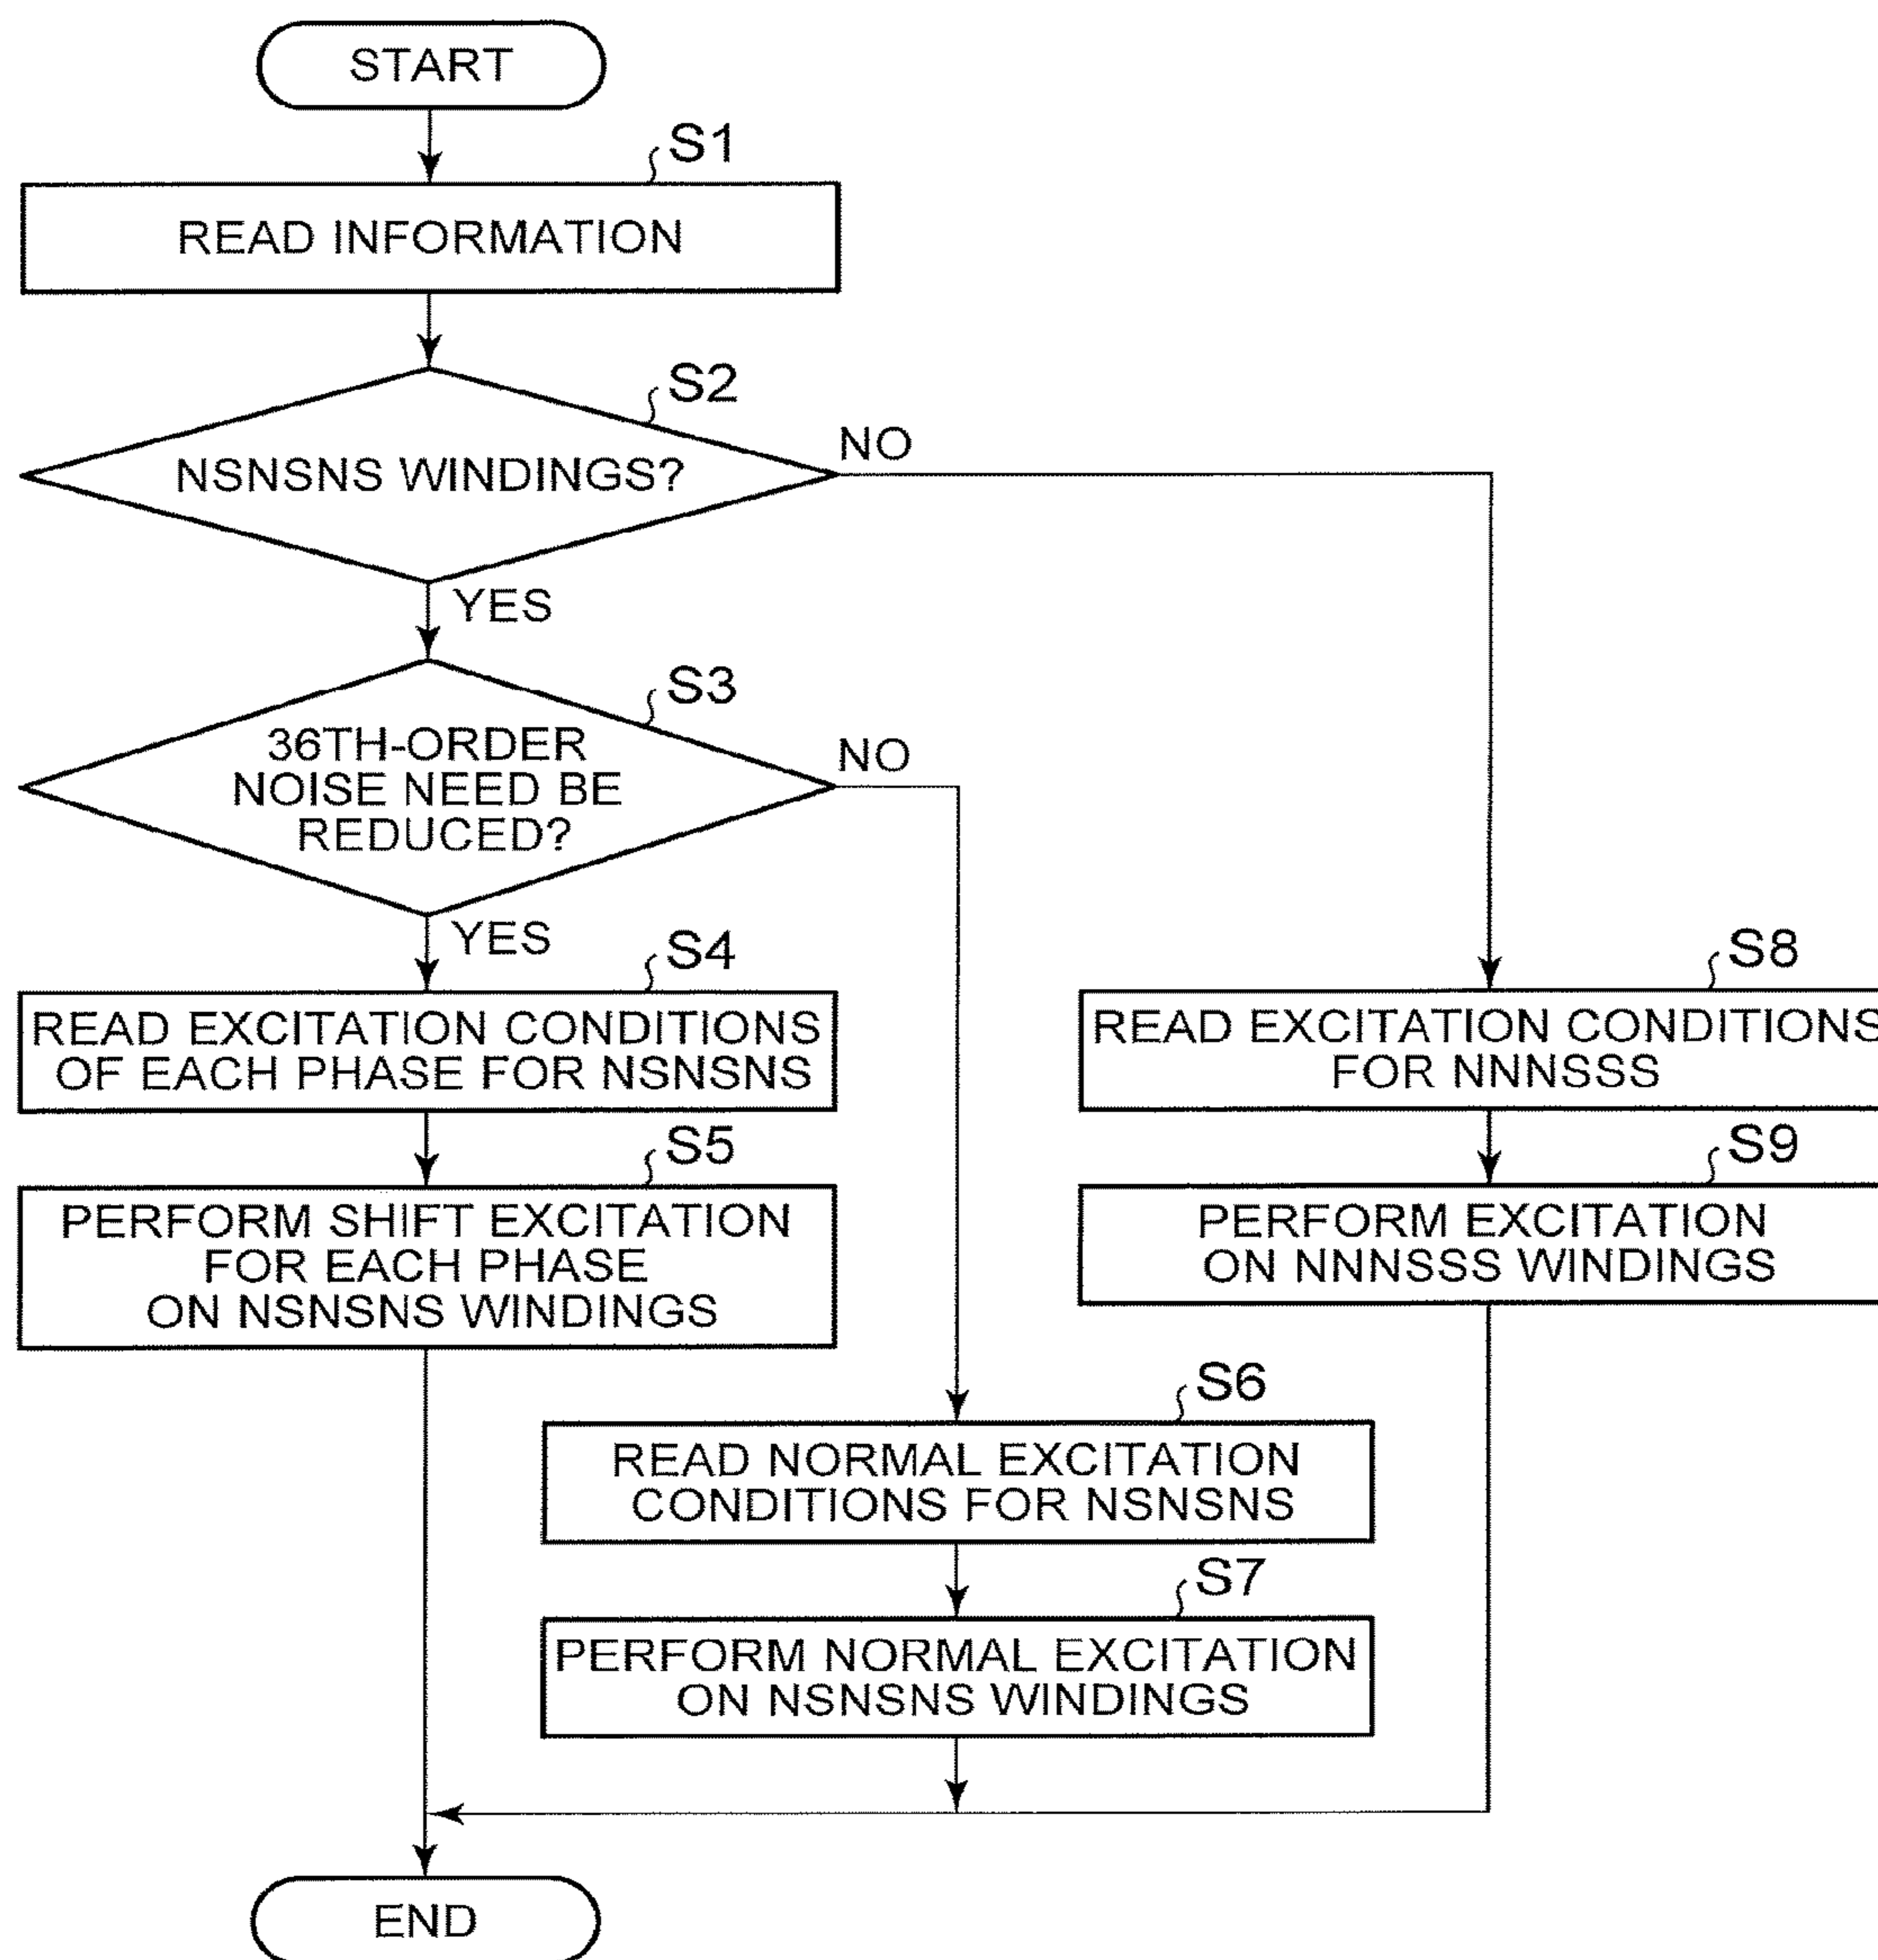 START
S1
READ INFORMATION
S2
NSNSNS WINDINGS?
NO
YES
S3
36TH-ORDER
NOISE NEED BE
REDUCED?
NO
YES
S4
READ EXCITATION CONDITIONS
OF EACH PHASE FOR NSNSNS
S5
PERFORM SHIFT EXCITATION
FOR EACH PHASE
ON NSNSNS WINDINGS
S8
READ EXCITATION CONDITIONS
FOR NNNSSS
S9
PERFORM EXCITATION
ON NNNSSS WINDINGS
S6
READ NORMAL EXCITATION
CONDITIONS FOR NSNSNS
S7
PERFORM NORMAL EXCITATION
ON NSNSNS WINDINGS
END